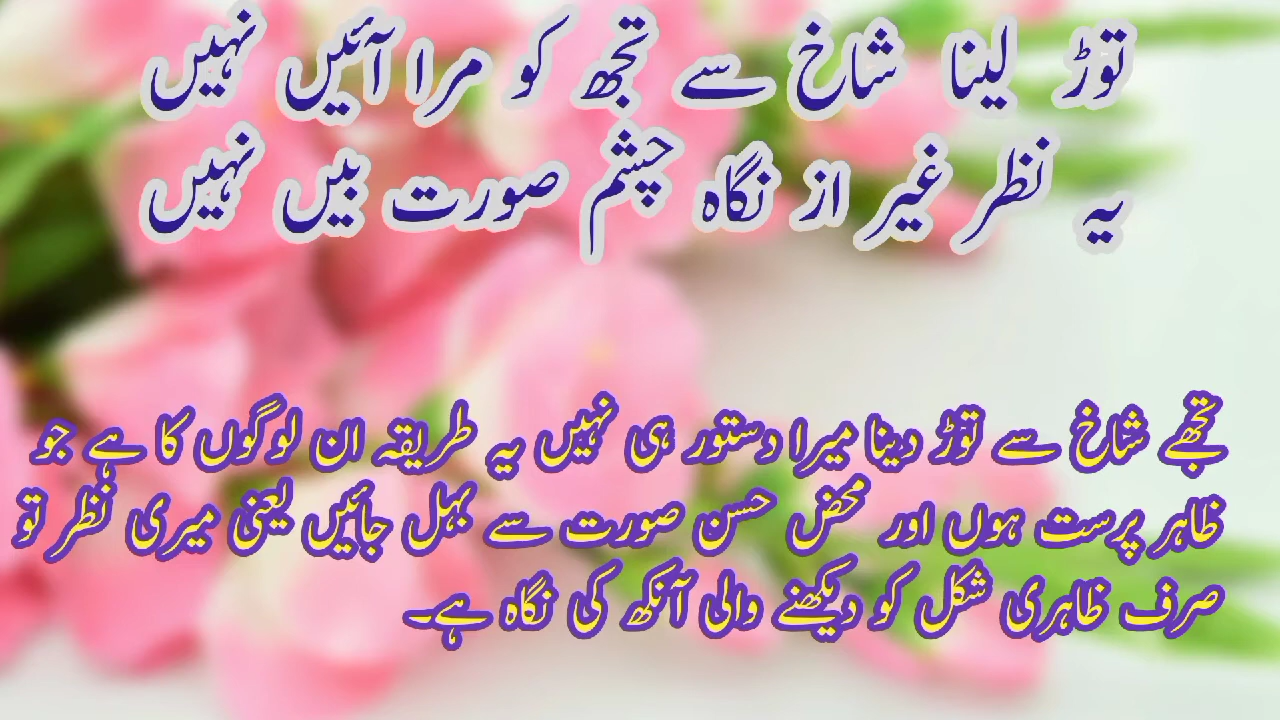 توڑ لینا شاخ سے تجھ کو مرا آئیں نہیں
یہ نظر غیر از نگاہ چشم صورت بیں نہیں
تجھے شاخ سے توڑ دینا میرا دستور ہی نہیں یہ طریقہ ان لوگوں کا ہے جو
ظاہر پرست ہوں اور محض حسن صورت سے بہل جائیں یعنی میری نظر تو
صرف ظاہری شکل کو دیکھنے والی آنکھ کی نگاہ ہے۔